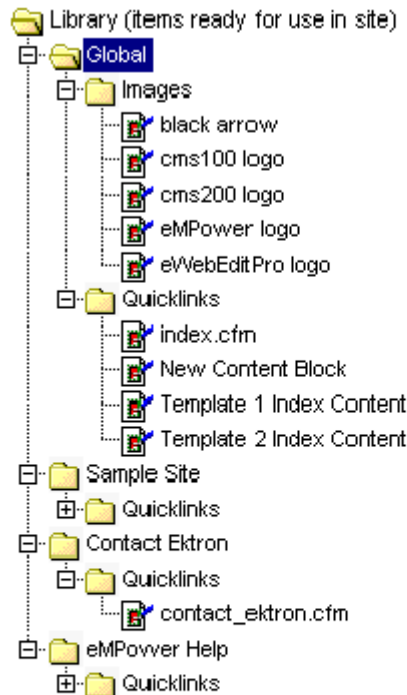 Library (items ready for use in site)
Global
Images
black arrow
cms100 logo
cms200 logo
eMPower logo
eWebEditPro logo
Quicklinks
index.cfm
New Content Block
Template 1 Index Content
Template 2 Index Content
Sample Site
Quicklinks
Contact Ektron
Quicklinks
contact_ektron.cfm
eMPower Help
Quicklinks